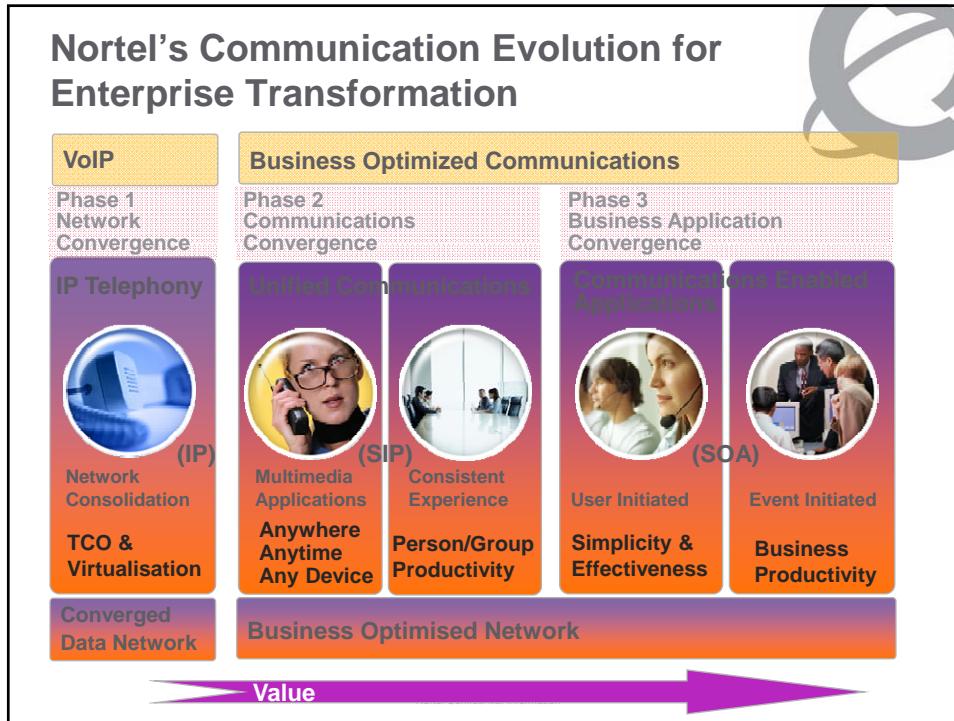 Nortel's Communication Evolution for
Enterprise Transformation
VoIP
Business Optimized Communications
Phase 1
Network
Convergence
Phase 2
Communications
Convergence
Phase 3
Business Application
Convergence
IP Telephony
Unified Communications
Communications Enabled
Applications
(IP)
(SIP)
(SOA)
Network
Consolidation
Multimedia
Applications
Consistent
Experience
User Initiated
Event Initiated
TCO &
Virtualisation
Anywhere
Anytime
Any Device
Person/Group
Productivity
Simplicity &
Effectiveness
Business
Productivity
Converged
Data Network
Business Optimised Network
Value